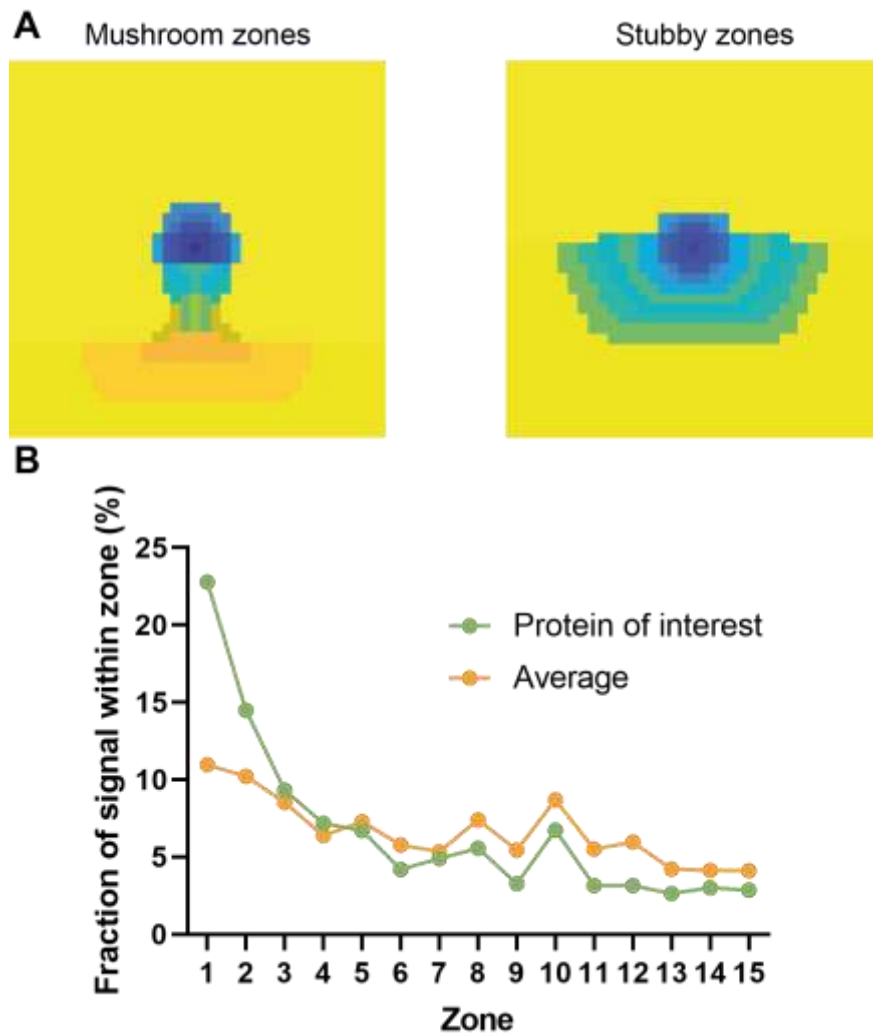 A
Mushroom zones
Stubby zones
B
Fraction of signal within zone (%)
25
20
15
10
5
0
Protein of interest
Average
1 2 3 4 5 6 7 8 9 10 11 12 13 14 15
Zone